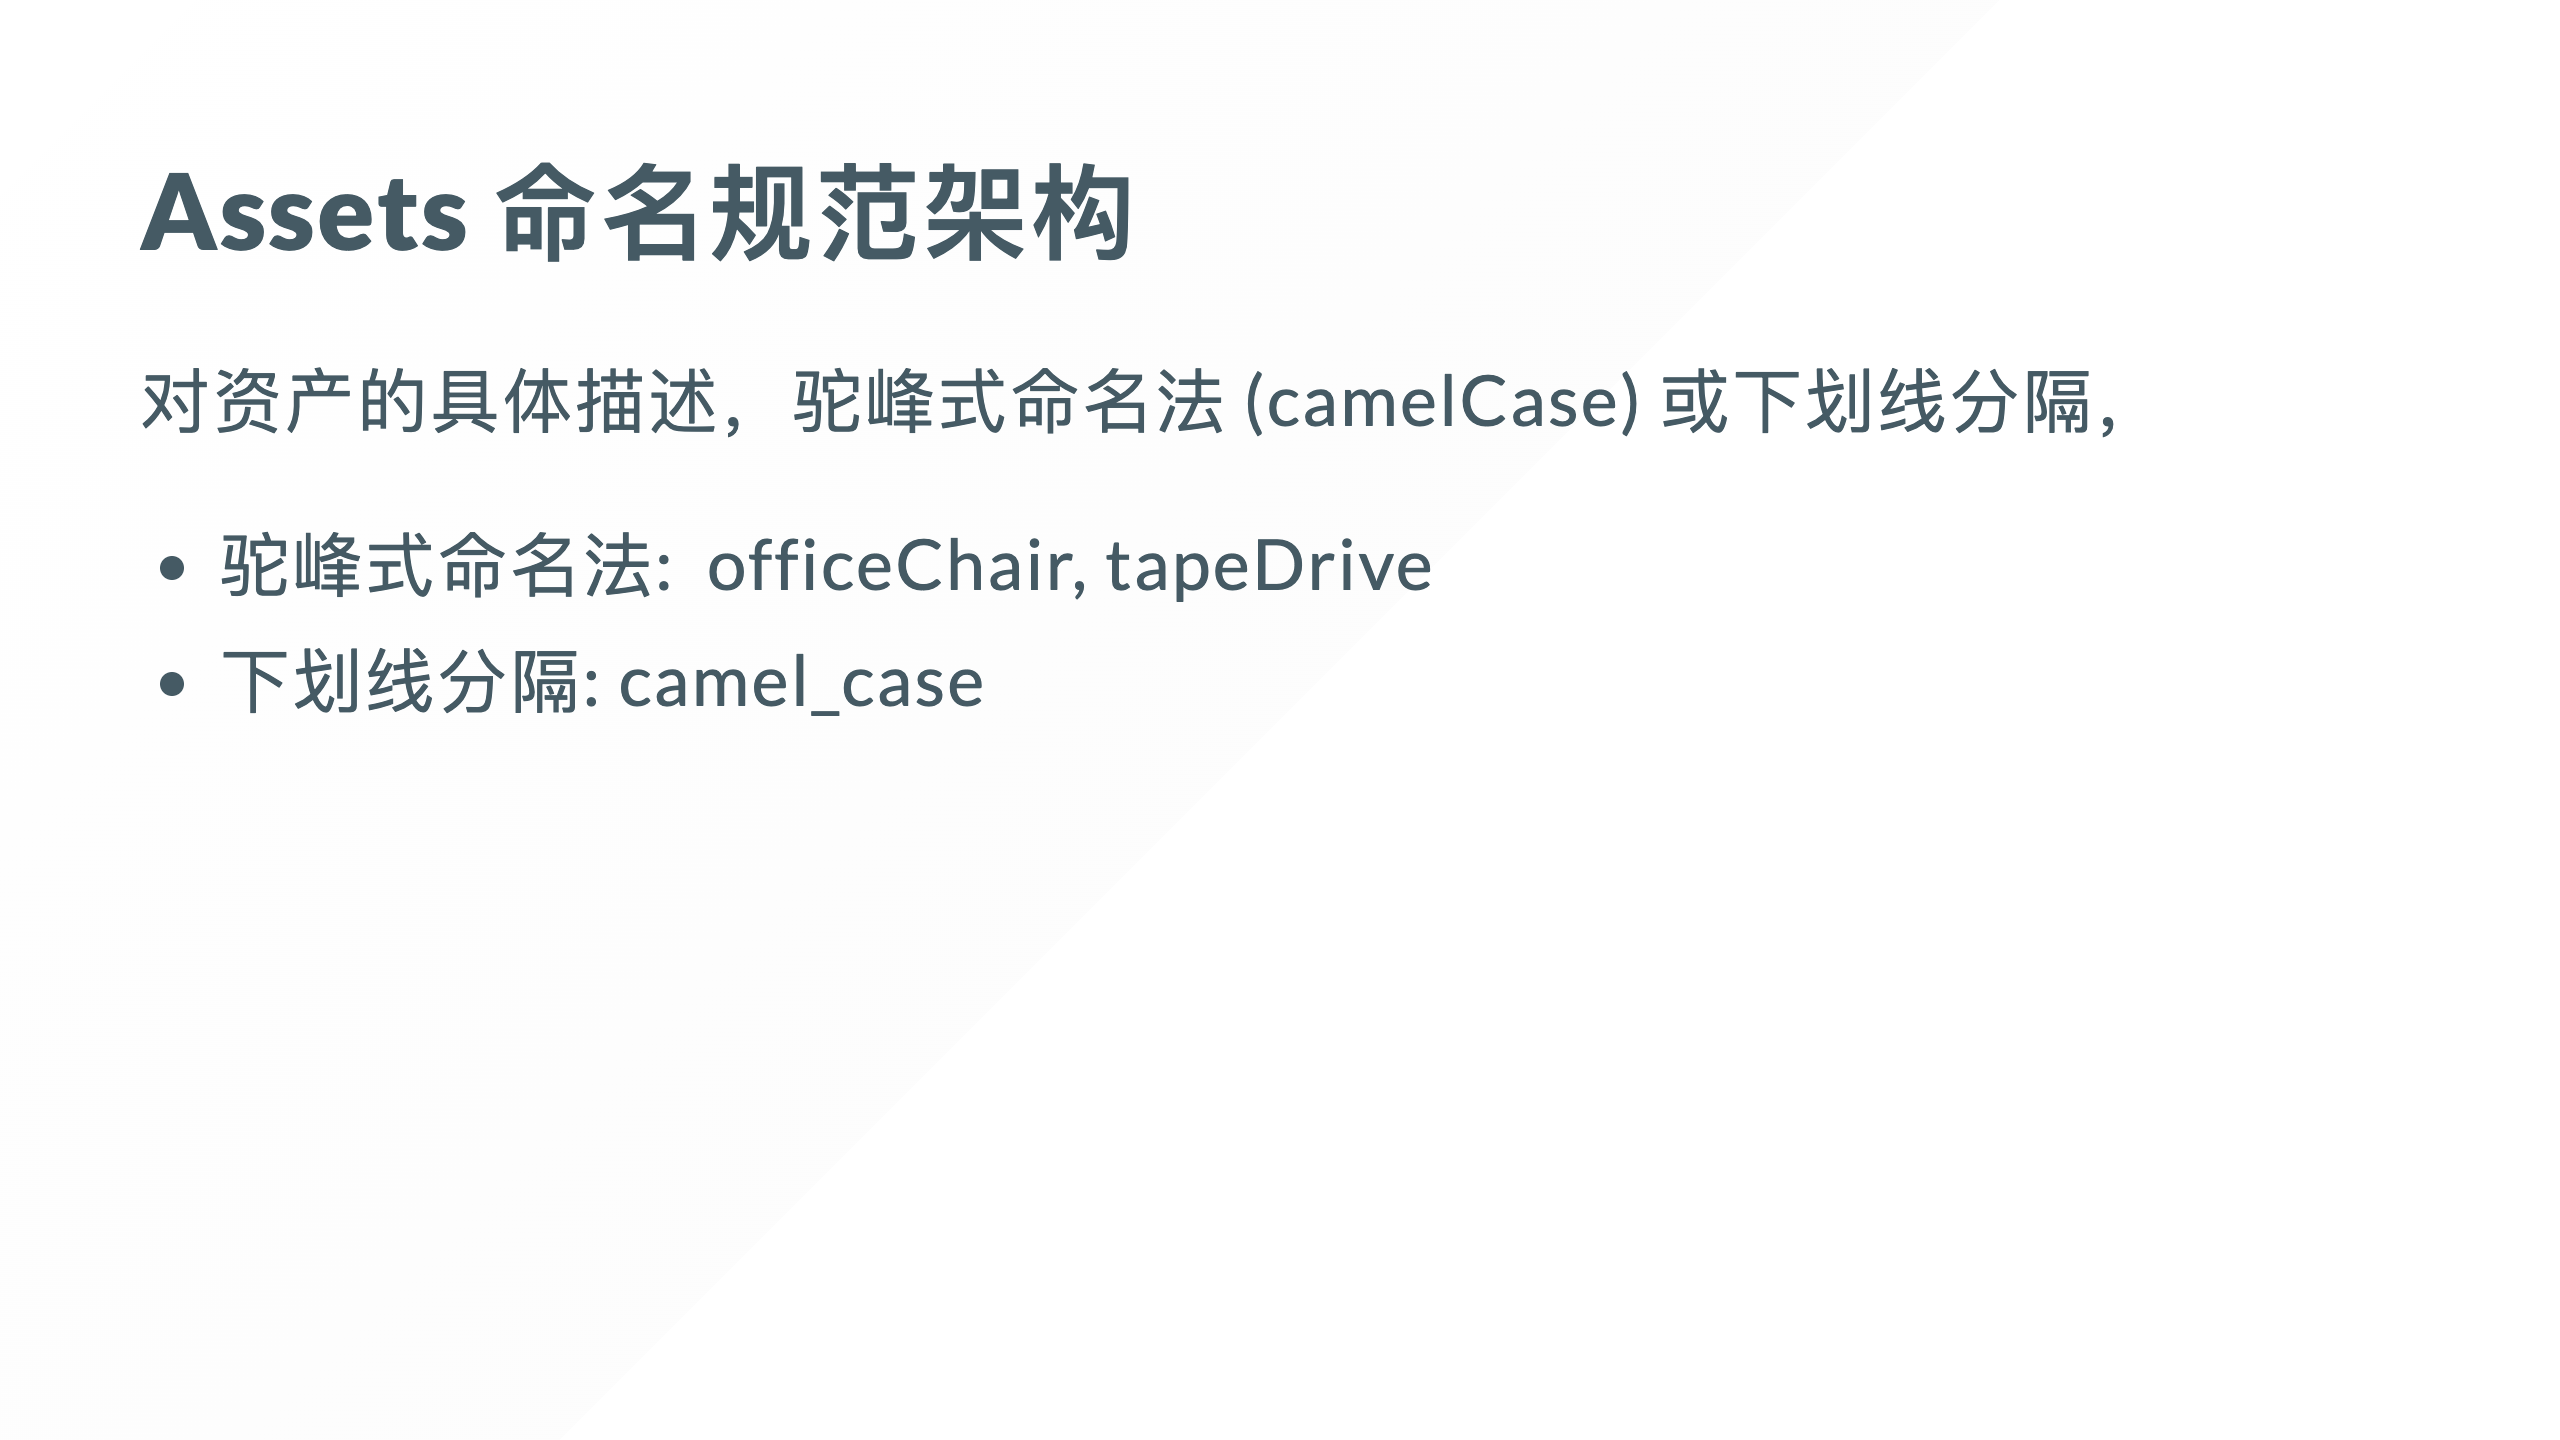 Assets 命名规范架构
对资产的具体描述，驼峰式命名法 (camelCase) 或下划线分隔，
• 驼峰式命名法：officeChair, tapeDrive
• 下划线分隔: camel_case